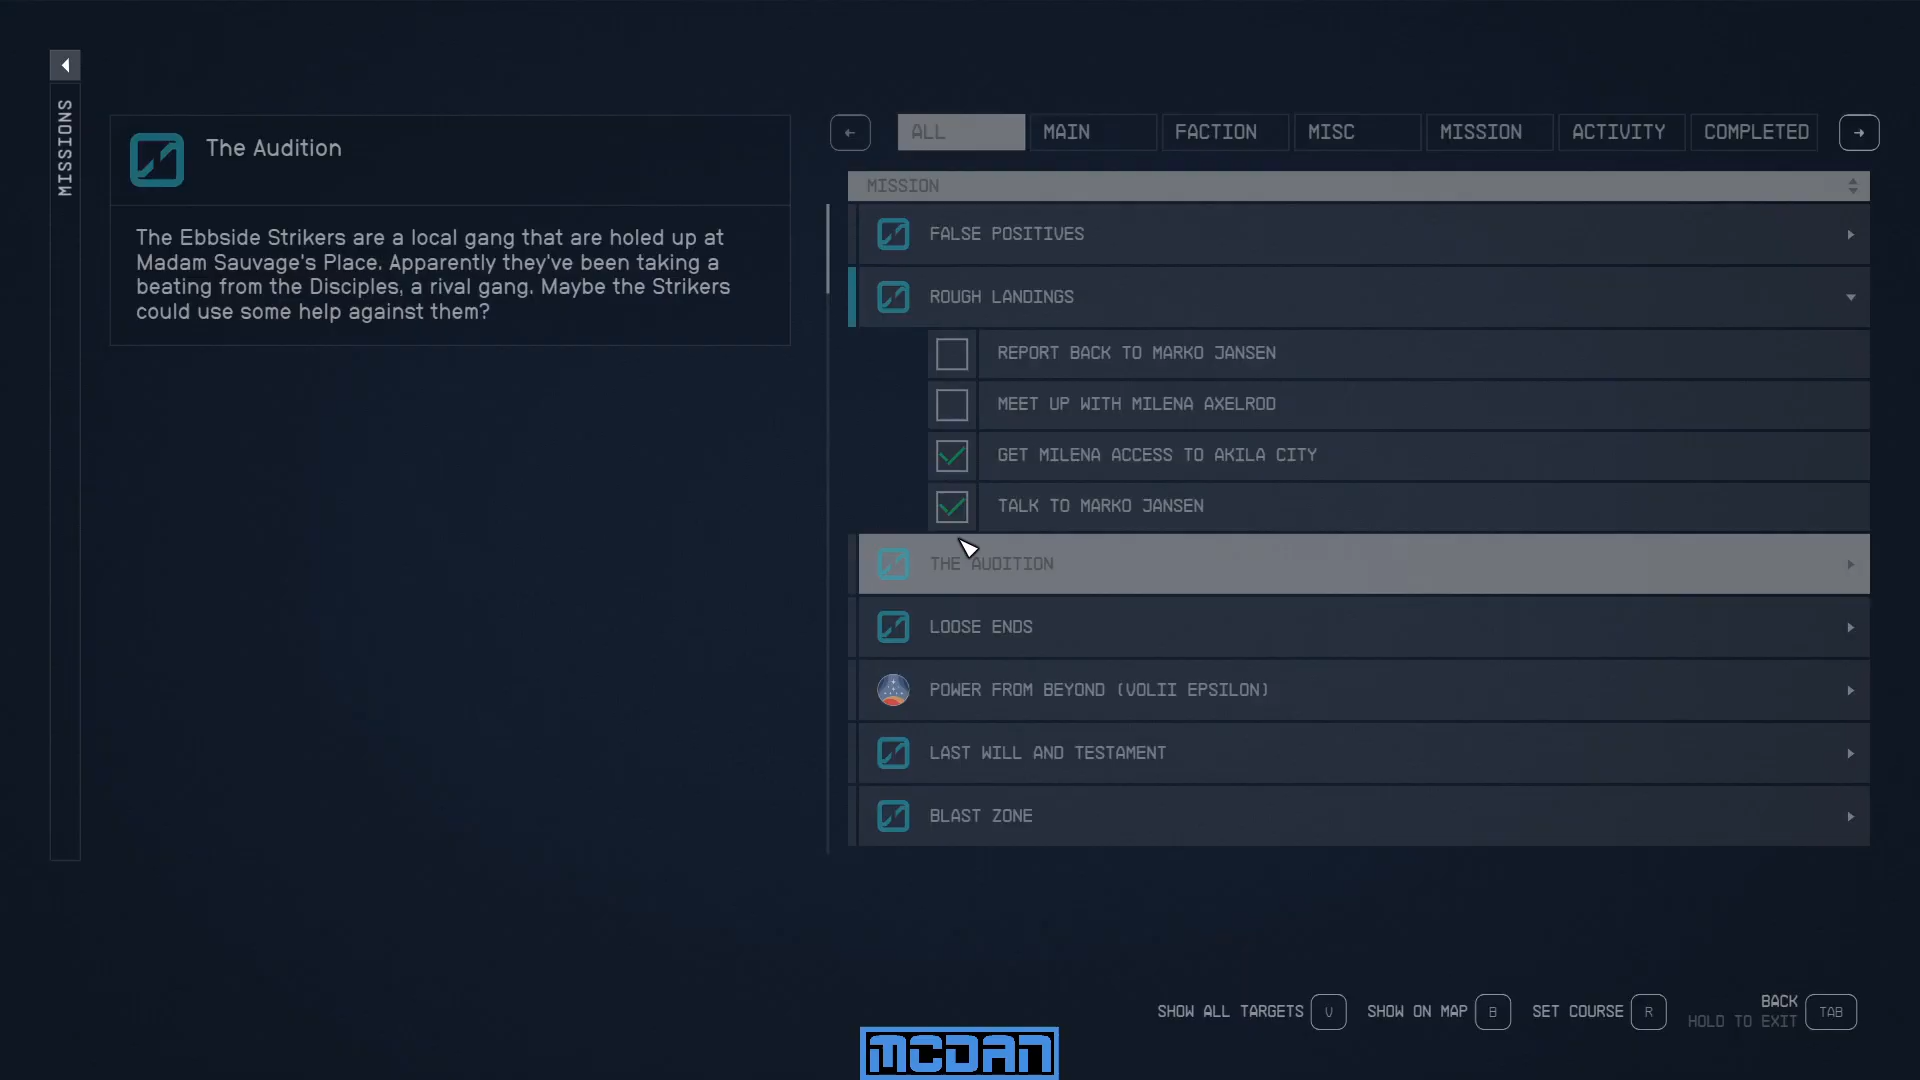 MISSIONS
The Audition
The Ebbside Strikers are a local gang that are holed up at
Madam Sauvage's Place. Apparently they've been taking a
beating from the Disciples, a rival gang. Maybe the Strikers
could use some help against them?
ALL MAIN FACTION MISC MISSION ACTIVITY COMPLETED
MISSION
FALSE POSITIVES
ROUGH LANDINGS
REPORT BACK TO MARKO JANSEN
MEET UP WITH MILENA AXELROD
GET MILENA ACCESS TO AKILA CITY
TALK TO MARKO JANSEN
THE AUDITION
LOOSE ENDS
POWER FROM BEYOND (VOLII EPSILON)
LAST WILL AND TESTAMENT
BLAST ZONE
SHOW ALL TARGETS V SHOW ON MAP B SET COURSE R BACK TAB
HOLD TO EXIT
MCDAN